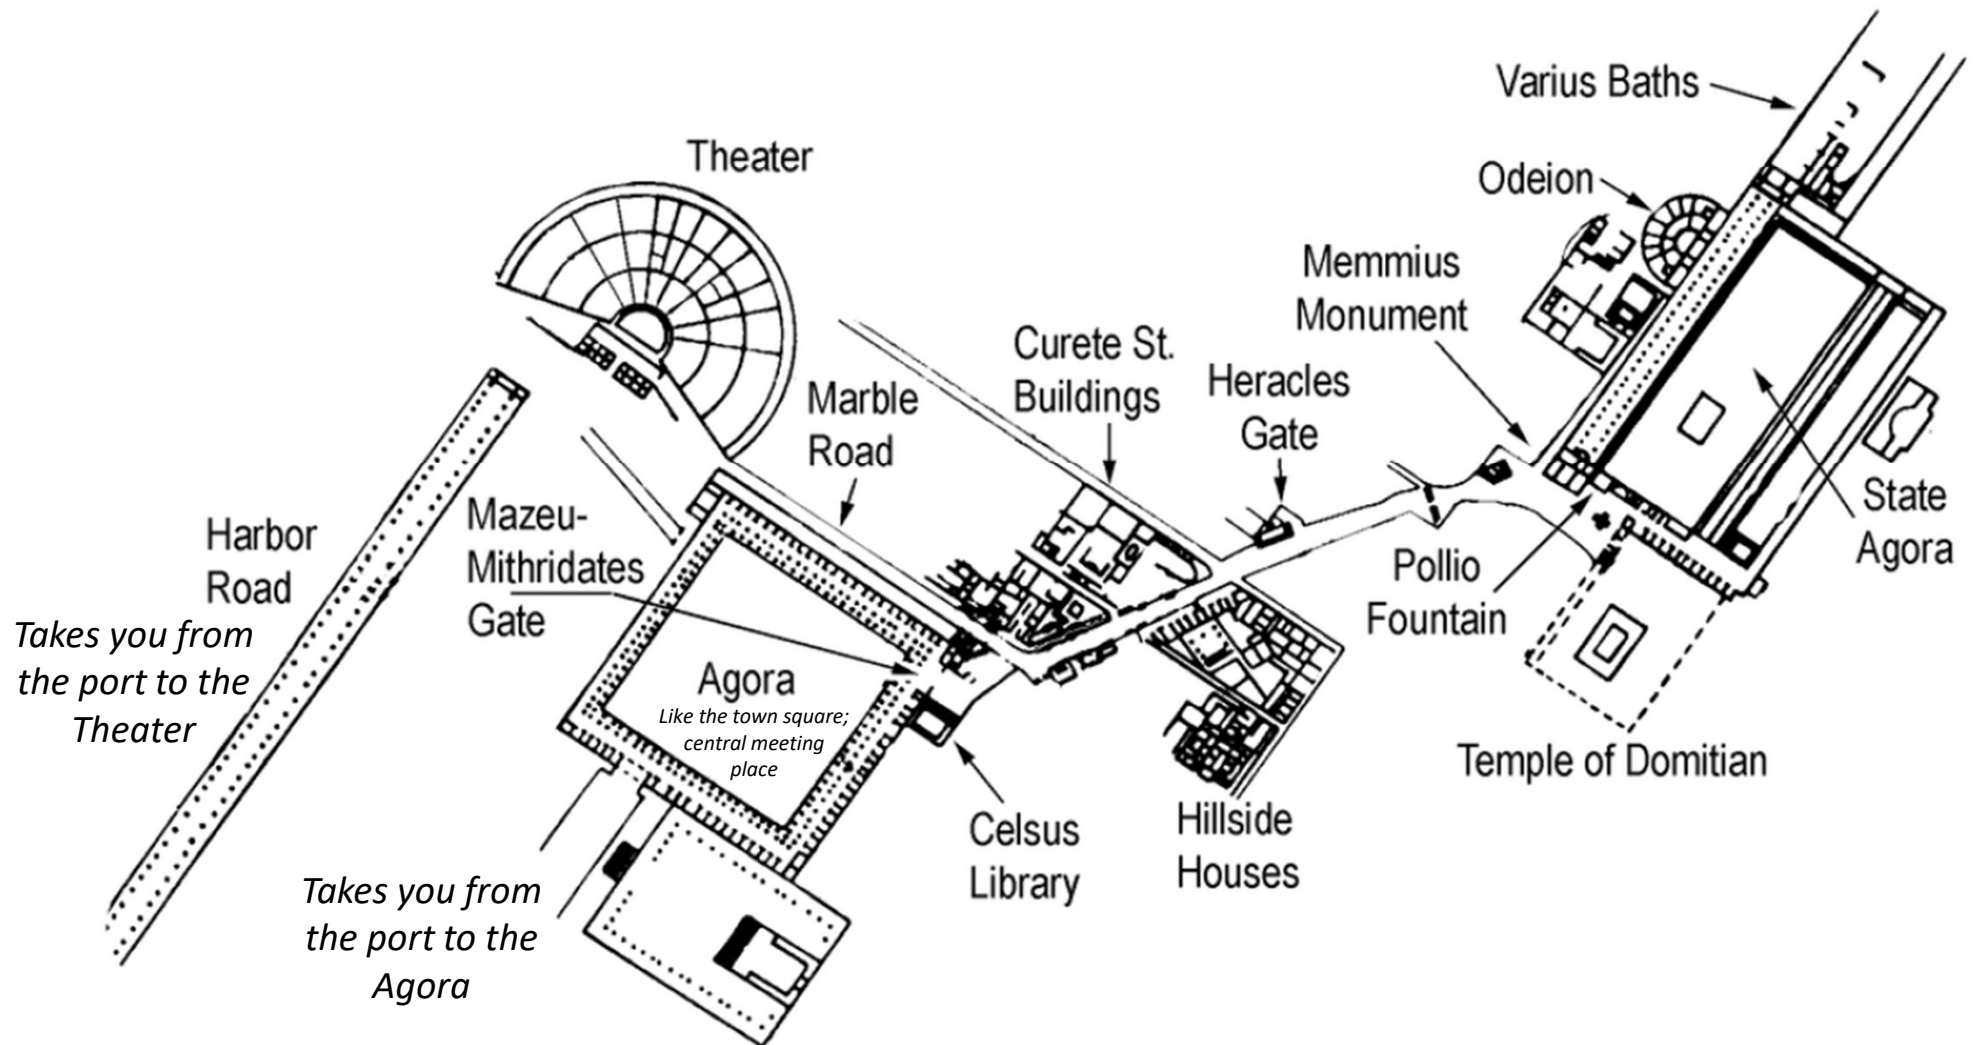 Varius Baths
Odeion
Theater
Memmius
Monument
Curete St.
Buildings
Heracles
Gate
Marble
Road
Mazeu-
Mithridates
Gate
Harbor
Road
Takes you from
the port to the
Theater
State
Agora
Pollio
Fountain
Agora
Like the town square;
central meeting
place
Temple of Domitian
Celsus
Library
Hillside
Houses
Takes you from
the port to the
Agora